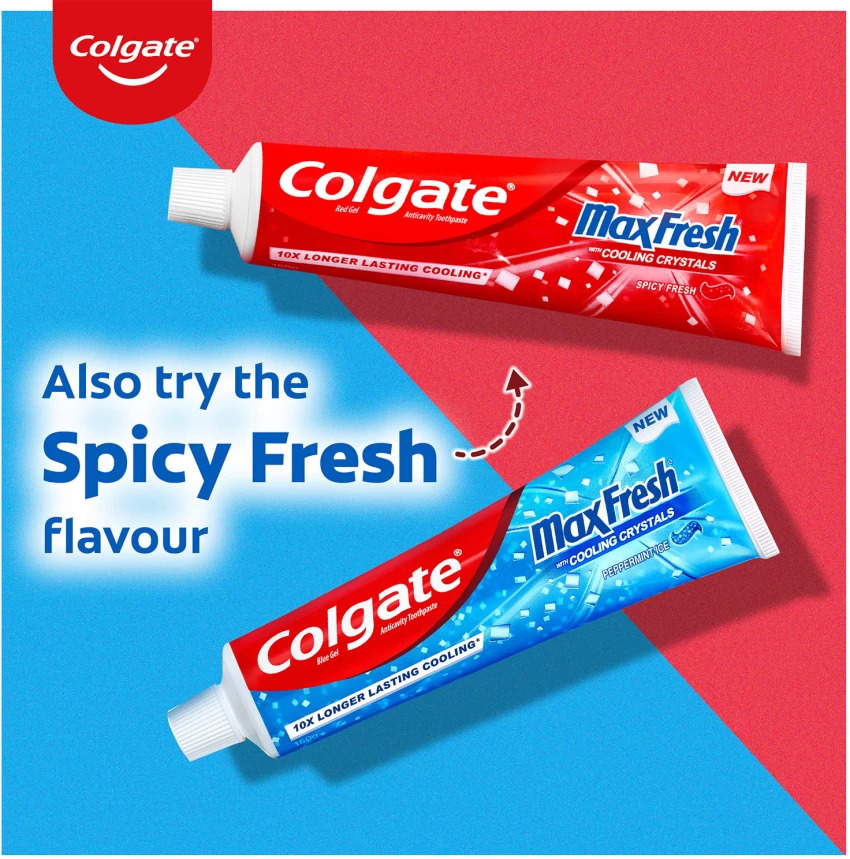 Colgate®
Colgate®
Red Gel Anticavity Toothpaste
10X LONGER LASTING COOLING*
150g
NEW
MaxFresh
WITH COOLING CRYSTALS
SPICY FRESH
Also try the
Spicy Fresh
flavour
NEW
MaxFresh®
WITH COOLING CRYSTALS
PEPPERMINT ICE
Colgate®
Blue Gel Anticavity Toothpaste
10X LONGER LASTING COOLING*
150g